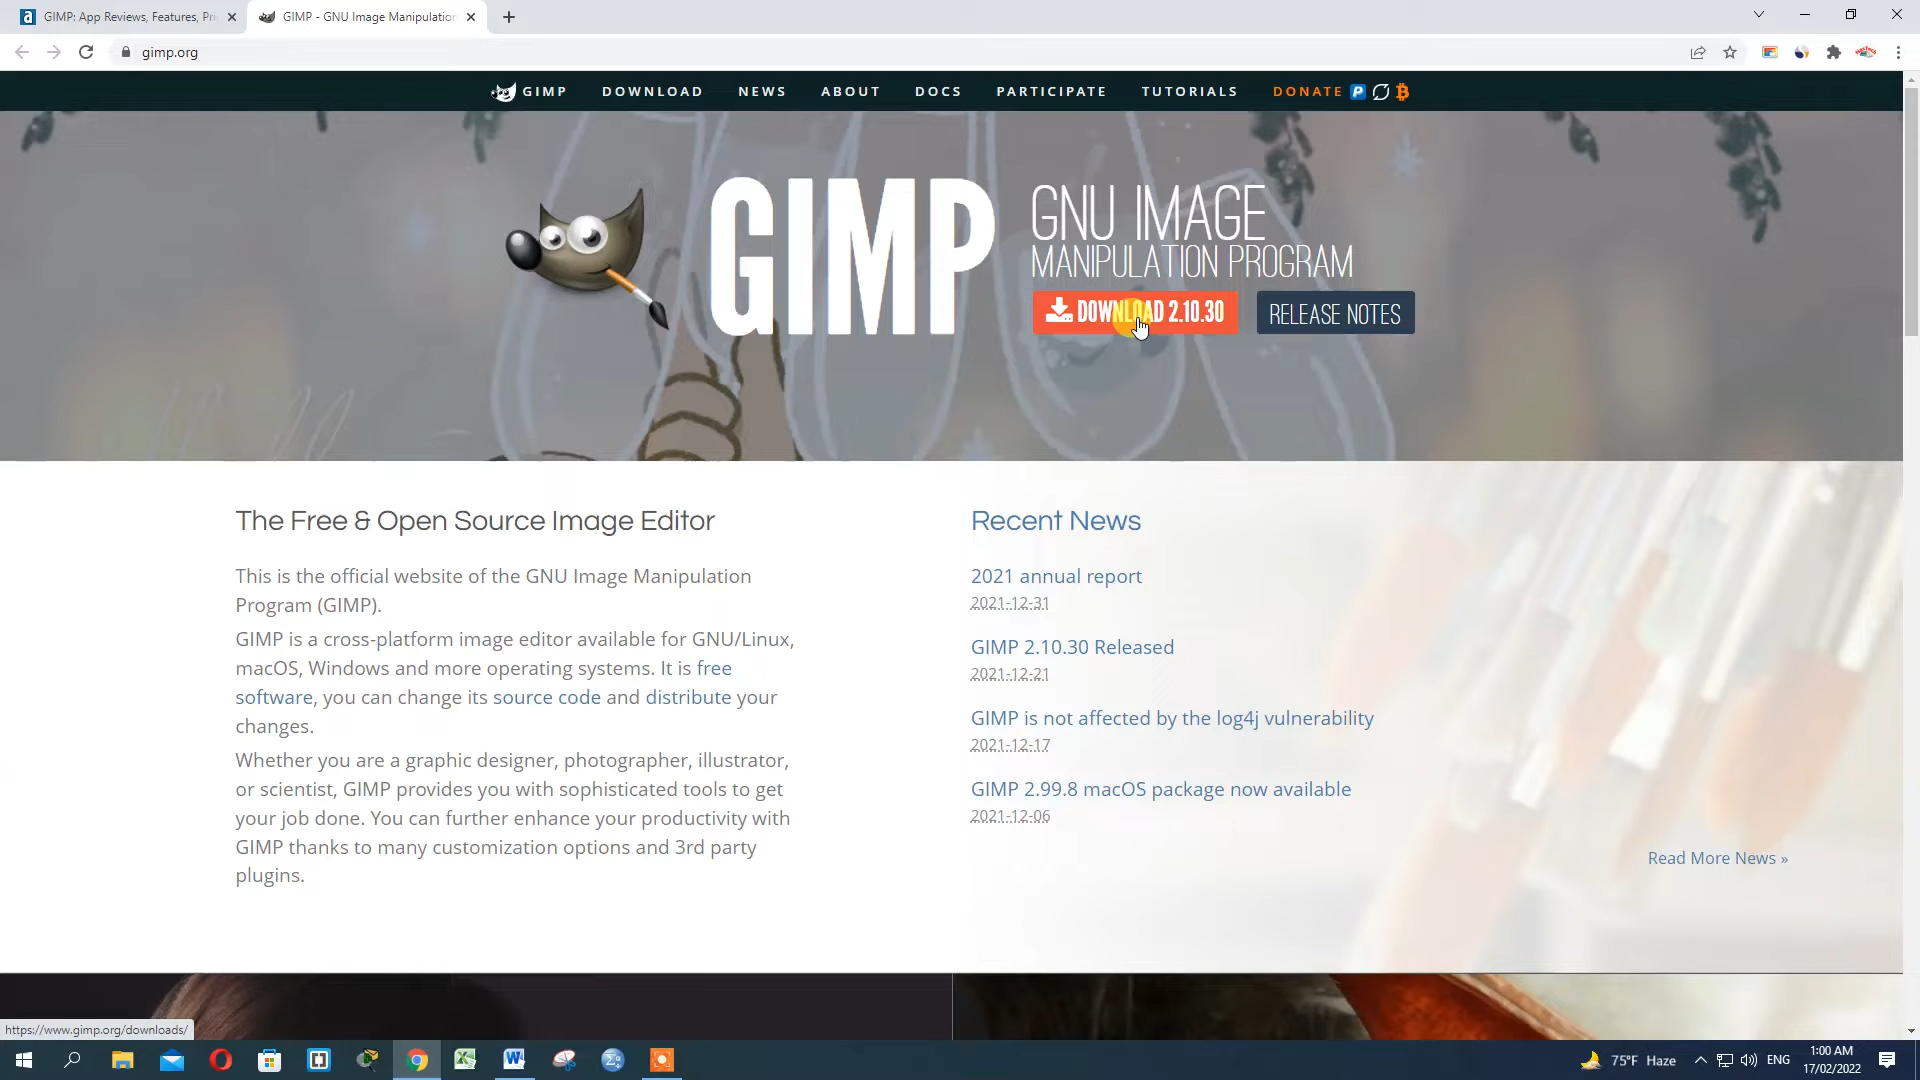 GIMP: App Reviews, Features, Pri
GIMP - GNU Image Manipulation
gimp.org
GIMP DOWNLOAD NEWS ABOUT DOCS PARTICIPATE TUTORIALS DONATE
GIMP
GNU IMAGE
MANIPULATION PROGRAM
DOWNLOAD 2.10.30
RELEASE NOTES
The Free & Open Source Image Editor
This is the official website of the GNU Image Manipulation
Program (GIMP).
GIMP is a cross-platform image editor available for GNU/Linux,
macOS, Windows and more operating systems. It is free
software, you can change its source code and distribute your
changes.
Whether you are a graphic designer, photographer, illustrator,
or scientist, GIMP provides you with sophisticated tools to get
your job done. You can further enhance your productivity with
GIMP thanks to many customization options and 3rd party
plugins.
Recent News
2021 annual report
2021-12-31
GIMP 2.10.30 Released
2021-12-21
GIMP is not affected by the log4j vulnerability
2021-12-17
GIMP 2.99.8 macOS package now available
2021-12-06
Read More News »
https://www.gimp.org/downloads/
75°F Haze
ENG
1:00 AM
17/02/2022